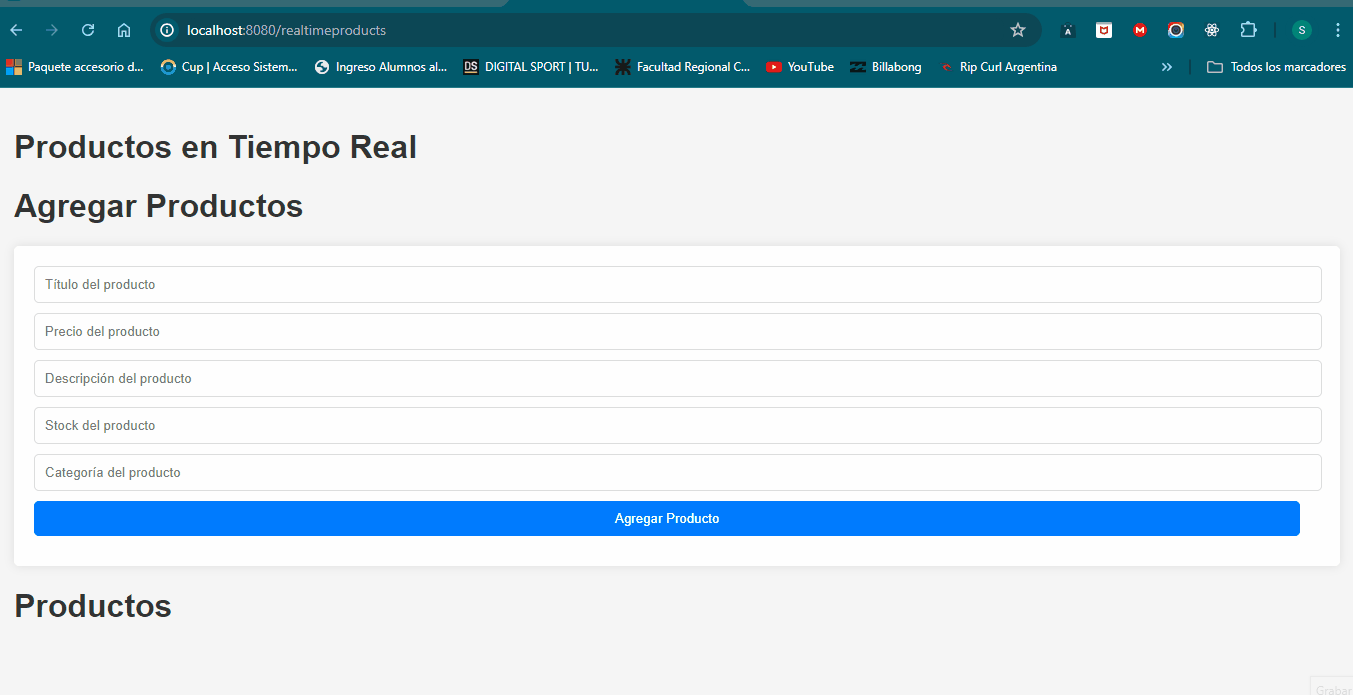 localhost:8080/realtimeproducts
A M S
Paquete accesorio d... Cup | Acceso Sistem... Ingreso Alumnos al... DS DIGITAL SPORT | TU... Facultad Regional C... YouTube Billabong Rip Curl Argentina » Todos los marcadores
Productos en Tiempo Real
Agregar Productos
Título del producto
Precio del producto
Descripción del producto
Stock del producto
Categoría del producto
Agregar Producto
Productos
Grabar